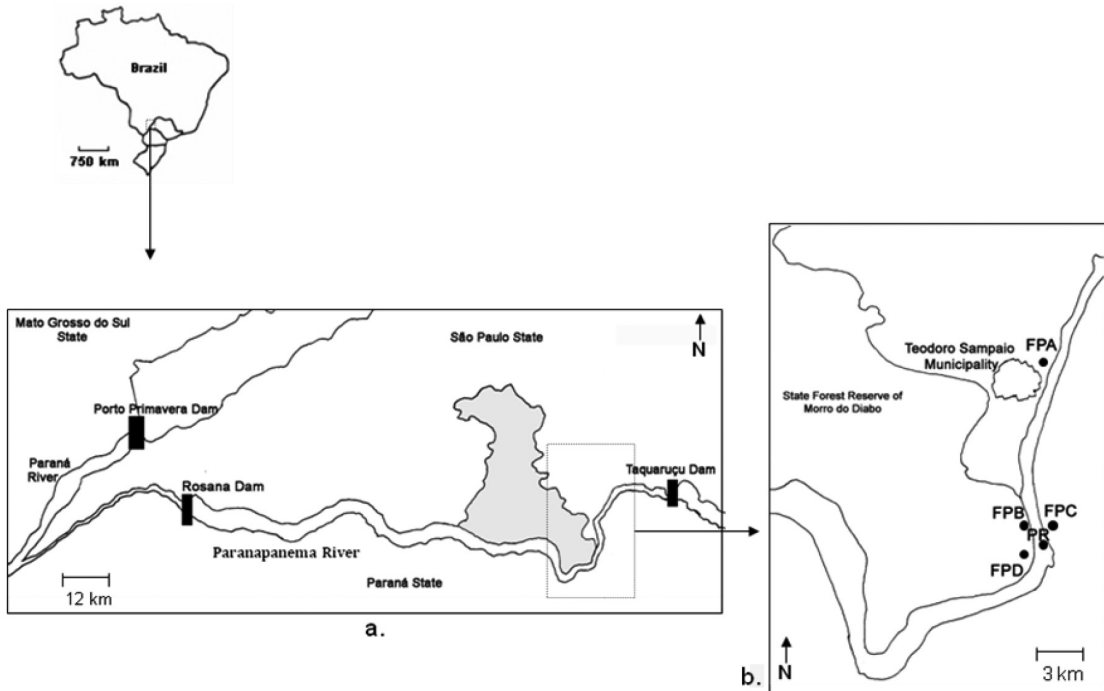 Brazil
750 km
Mato Grosso do Sul
State
São Paulo State
N
Porto Primavera Dam
Paraná
River
Rosana Dam
Taquaruçu Dam
Paranapanema River
Paraná State
12 km
a.
FPA
Teodoro Sampaio
Municipality
State Forest Reserve of
Morro do Diabo
FPB
FPC
PR
FPD
b.
N
3 km